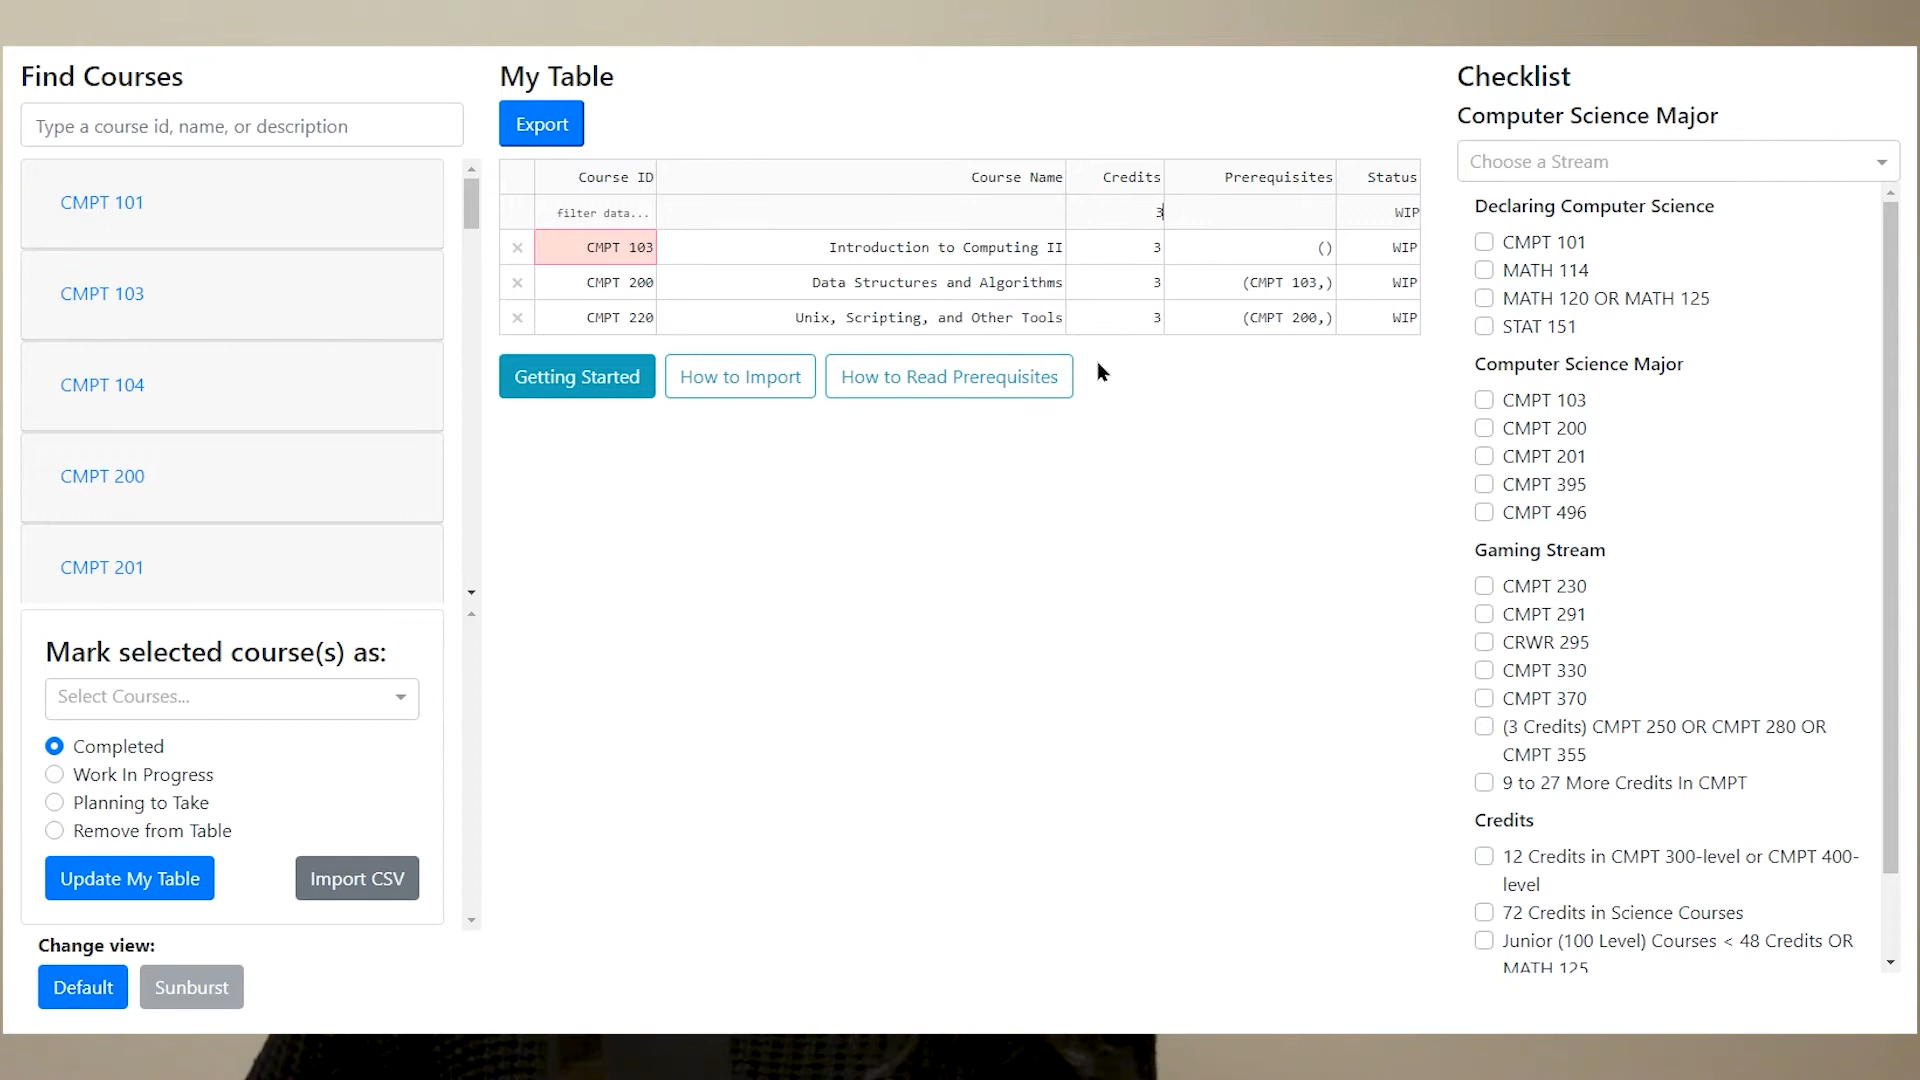 Find Courses
Type a course id, name, or description
CMPT 101
CMPT 103
CMPT 104
CMPT 200
CMPT 201
Mark selected course(s) as:
Select Courses...
Completed
Work In Progress
Planning to Take
Remove from Table
Update My Table
Import CSV
Change view:
Default
Sunburst
My Table
Export
Course ID Course Name Credits Prerequisites Status
filter data... 3 WIP
× CMPT 103 Introduction to Computing II 3 () WIP
× CMPT 200 Data Structures and Algorithms 3 (CMPT 103,) WIP
× CMPT 220 Unix, Scripting, and Other Tools 3 (CMPT 200,) WIP
Getting Started How to Import How to Read Prerequisites
Checklist
Computer Science Major
Choose a Stream
Declaring Computer Science
CMPT 101
MATH 114
MATH 120 OR MATH 125
STAT 151
Computer Science Major
CMPT 103
CMPT 200
CMPT 201
CMPT 395
CMPT 496
Gaming Stream
CMPT 230
CMPT 291
CRWR 295
CMPT 330
CMPT 370
(3 Credits) CMPT 250 OR CMPT 280 OR
CMPT 355
9 to 27 More Credits In CMPT
Credits
12 Credits in CMPT 300-level or CMPT 400-
level
72 Credits in Science Courses
Junior (100 Level) Courses < 48 Credits OR
MATH 125